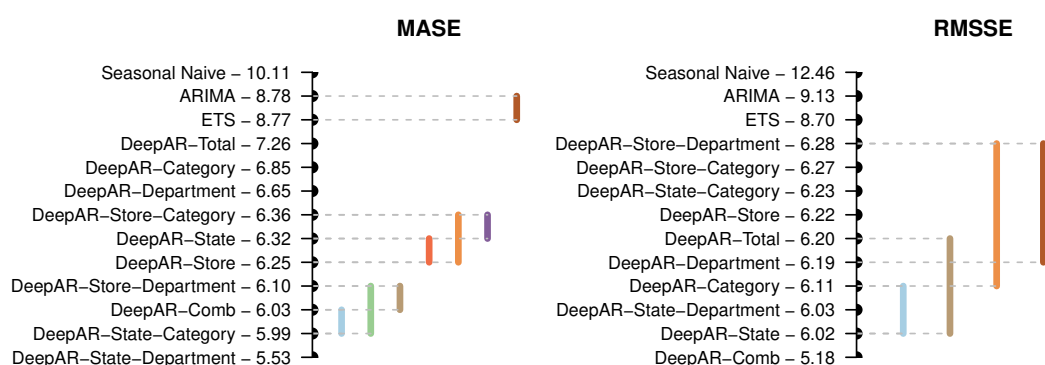 MASE
Seasonal Naive − 10.11
ARIMA − 8.78
ETS − 8.77
DeepAR−Total − 7.26
DeepAR−Category − 6.85
DeepAR−Department − 6.65
DeepAR−Store−Category − 6.36
DeepAR−State − 6.32
DeepAR−Store − 6.25
DeepAR−Store−Department − 6.10
DeepAR−Comb − 6.03
DeepAR−State−Category − 5.99
DeepAR−State−Department − 5.53
RMSSE
Seasonal Naive − 12.46
ARIMA − 9.13
ETS − 8.70
DeepAR−Store−Department − 6.28
DeepAR−Store−Category − 6.27
DeepAR−State−Category − 6.23
DeepAR−Store − 6.22
DeepAR−Total − 6.20
DeepAR−Department − 6.19
DeepAR−Category − 6.11
DeepAR−State−Department − 6.03
DeepAR−State − 6.02
DeepAR−Comb − 5.18